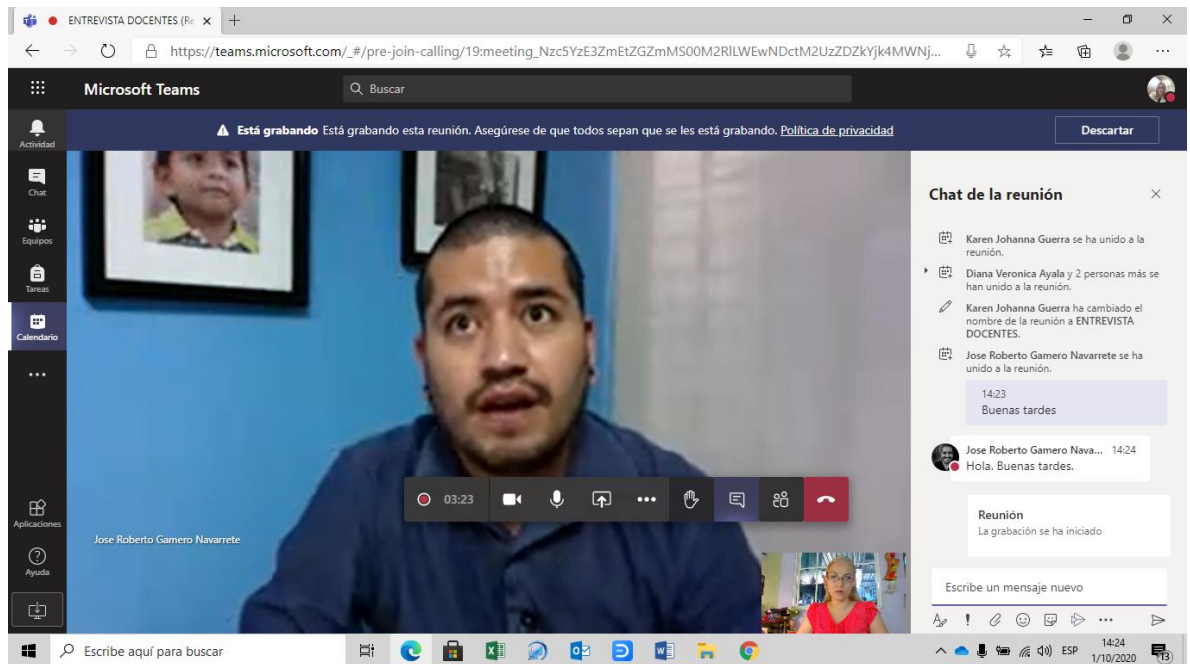 ENTREVISTA DOCENTES (Re
https://teams.microsoft.com/_#/pre-join-calling/19:meeting_Nzc5YzE3ZmEtZGZmMS00M2RlLWEwNDctM2UzZDZkYjk4MWNj...
Microsoft Teams
Buscar
Está grabando Está grabando esta reunión. Asegúrese de que todos sepan que se les está grabando. Política de privacidad
Descartar
Actividad
Chat
Equipos
Tareas
Calendario
Aplicaciones
Ayuda
03:23
Jose Roberto Gamero Navarrete
Chat de la reunión
Karen Johanna Guerra se ha unido a la
reunión.
Diana Veronica Ayala y 2 personas más se
han unido a la reunión.
Karen Johanna Guerra ha cambiado el
nombre de la reunión a ENTREVISTA
DOCENTES.
Jose Roberto Gamero Navarrete se ha
unido a la reunión.
14:23
Buenas tardes
Jose Roberto Gamero Nava... 14:24
Hola. Buenas tardes.
Reunión
La grabación se ha iniciado
Escribe un mensaje nuevo
Escribe aquí para buscar
ESP
14:24
1/10/2020
13